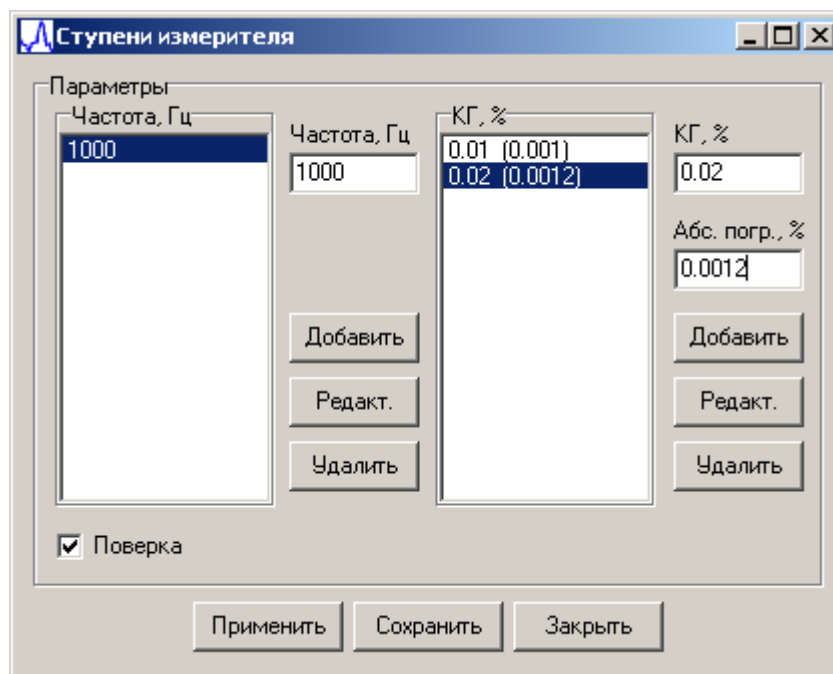 Ступени измерителя
Параметры
Частота, Гц
1000
Частота, Гц
1000
Добавить
Редакт.
Удалить
КГ, %
0.01 (0.001)
0.02 (0.0012)
КГ, %
0.02
Абс. погр., %
0.0012
Добавить
Редакт.
Удалить
Поверка
Применить
Сохранить
Закрыть